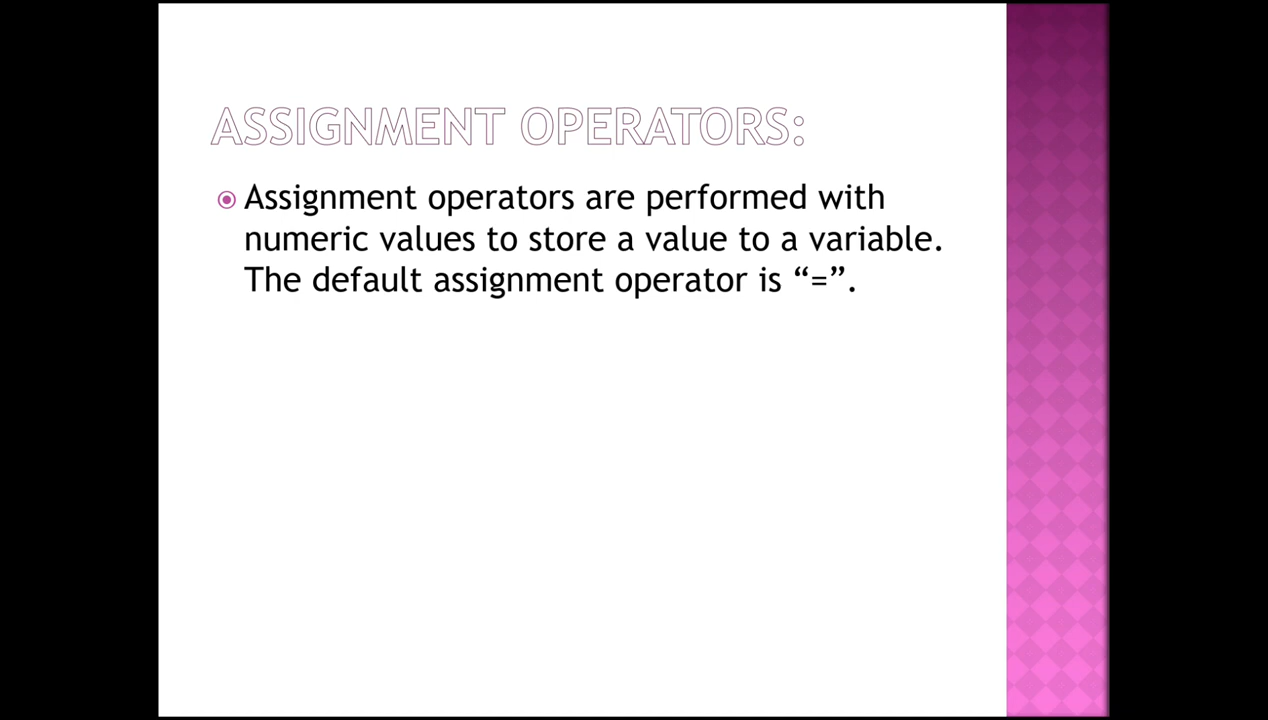 ASSIGNMENT OPERATORS:
Assignment operators are performed with
numeric values to store a value to a variable.
The default assignment operator is “=”.